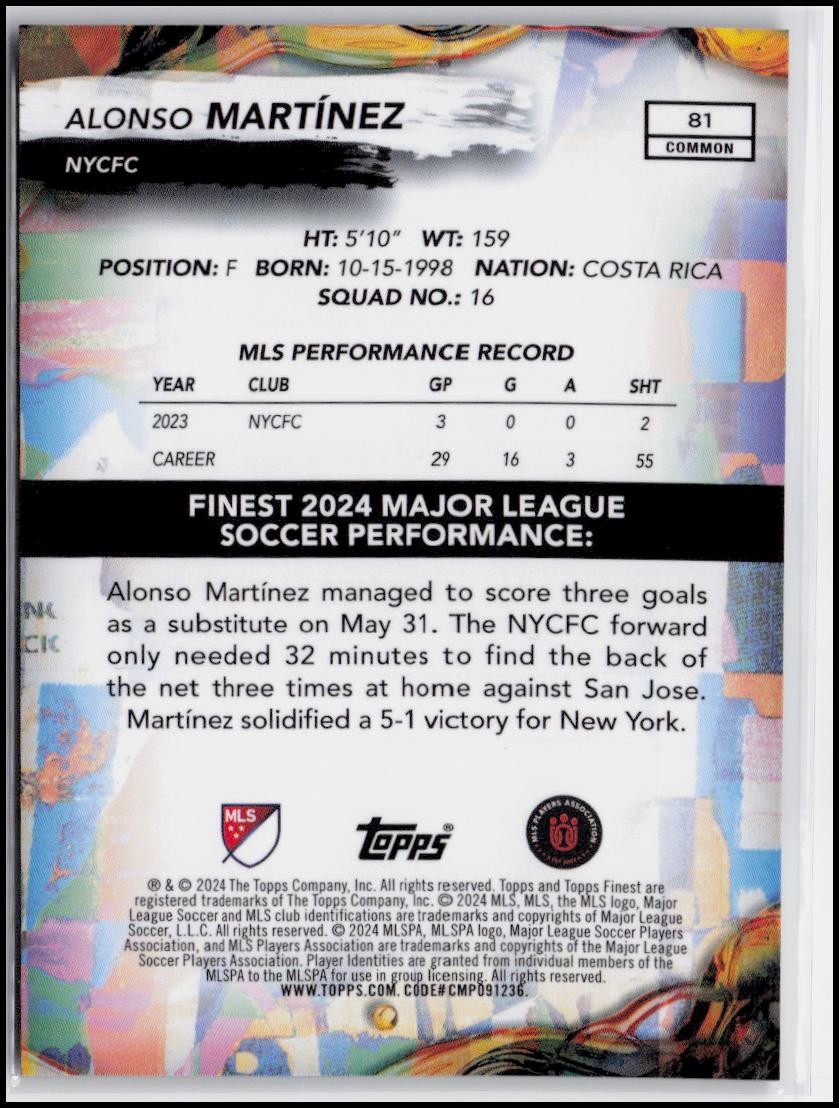 ALONSO MARTÍNEZ
NYCFC
81
COMMON
HT: 5'10" WT: 159
POSITION: F BORN: 10-15-1998 NATION: COSTA RICA
SQUAD NO.: 16
MLS PERFORMANCE RECORD
YEAR CLUB GP G A SHT
2023 NYCFC 3 0 0 2
CAREER 29 16 3 55
FINEST 2024 MAJOR LEAGUE
SOCCER PERFORMANCE:
Alonso Martínez managed to score three goals
as a substitute on May 31. The NYCFC forward
only needed 32 minutes to find the back of
the net three times at home against San Jose.
Martínez solidified a 5-1 victory for New York.
MLS
Topps®
MLS PLAYERS ASSOCIATION
® & © 2024 The Topps Company, Inc. All rights reserved. Topps and Topps Finest are
registered trademarks of The Topps Company, Inc. © 2024 MLS, MLS, the MLS logo, Major
League Soccer and MLS club identifications are trademarks and copyrights of Major League
Soccer, L.L.C. All rights reserved. © 2024 MLSPA, MLSPA logo, Major League Soccer Players
Association, and MLS Players Association are trademarks and copyrights of the Major League
Soccer Players Association. Player Identities are granted from individual members of the
MLSPA to the MLSPA for use in group licensing. All rights reserved.
WWW.TOPPS.COM. CODE#CMP091236.